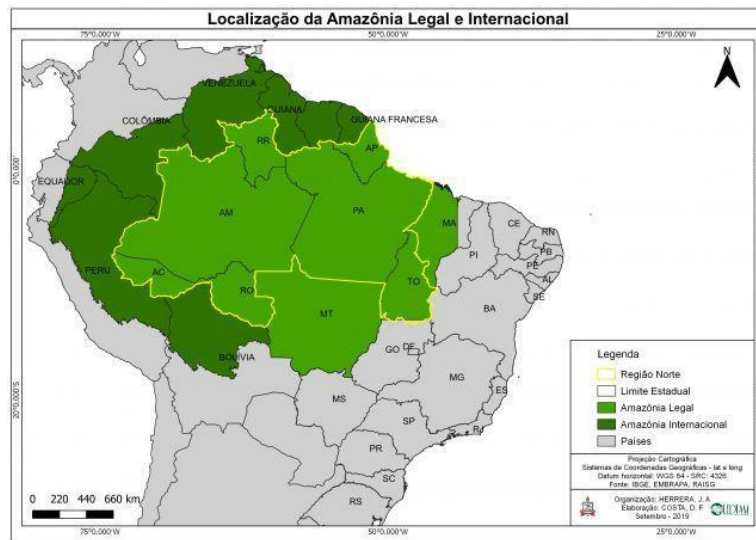 Localização da Amazônia Legal e Internacional
75°0.000'W
50°0.000'W
25°0.000'W
N
VENEZUELA
GUIANA
COLÔMBIA
GUIANA FRANCESA
RR
AP
0°0.000'
EQUADOR
AM
PA
MA
CE
RN
PB
PI
PE
AL
SE
PERU
AC
RO
TO
BA
MT
BOLÍVIA
GO
DF
MG
ES
MS
SP
RJ
PR
SC
RS
20°0.000'S
Legenda
Região Norte
Limite Estadual
Amazônia Legal
Amazônia Internacional
Países
Projeção Cartográfica
Sistemas de Coordenadas Geográficas - lat e long
Datum horizontal: WGS 84 - SRC: 4326
Fonte: IBGE, EMBRAPA, RAISG
Organização: HERRERA, J. A
Elaboração: COSTA, D. F
Setembro - 2019
0 220 440 660 km
75°0.000'W
50°0.000'W
25°0.000'W